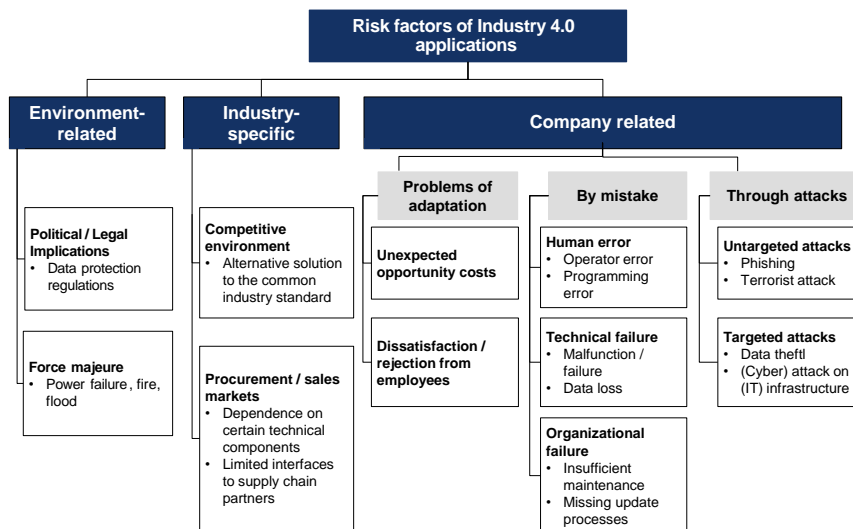 Risk factors of Industry 4.0
applications
Environment-
related
Industry-
specific
Company related
Problems of
adaptation
By mistake
Through attacks
Political / Legal
Implications
• Data protection
regulations
Force majeure
• Power failure, fire,
flood
Competitive
environment
• Alternative solution
to the common
industry standard
Procurement / sales
markets
• Dependence on
certain technical
components
• Limited interfaces
to supply chain
partners
Unexpected
opportunity costs
Dissatisfaction /
rejection from
employees
Human error
• Operator error
• Programming
error
Technical failure
• Malfunction /
failure
• Data loss
Organizational
failure
• Insufficient
maintenance
• Missing update
processes
Untargeted attacks
• Phishing
• Terrorist attack
Targeted attacks
• Data theftl
• (Cyber) attack on
(IT) infrastructure